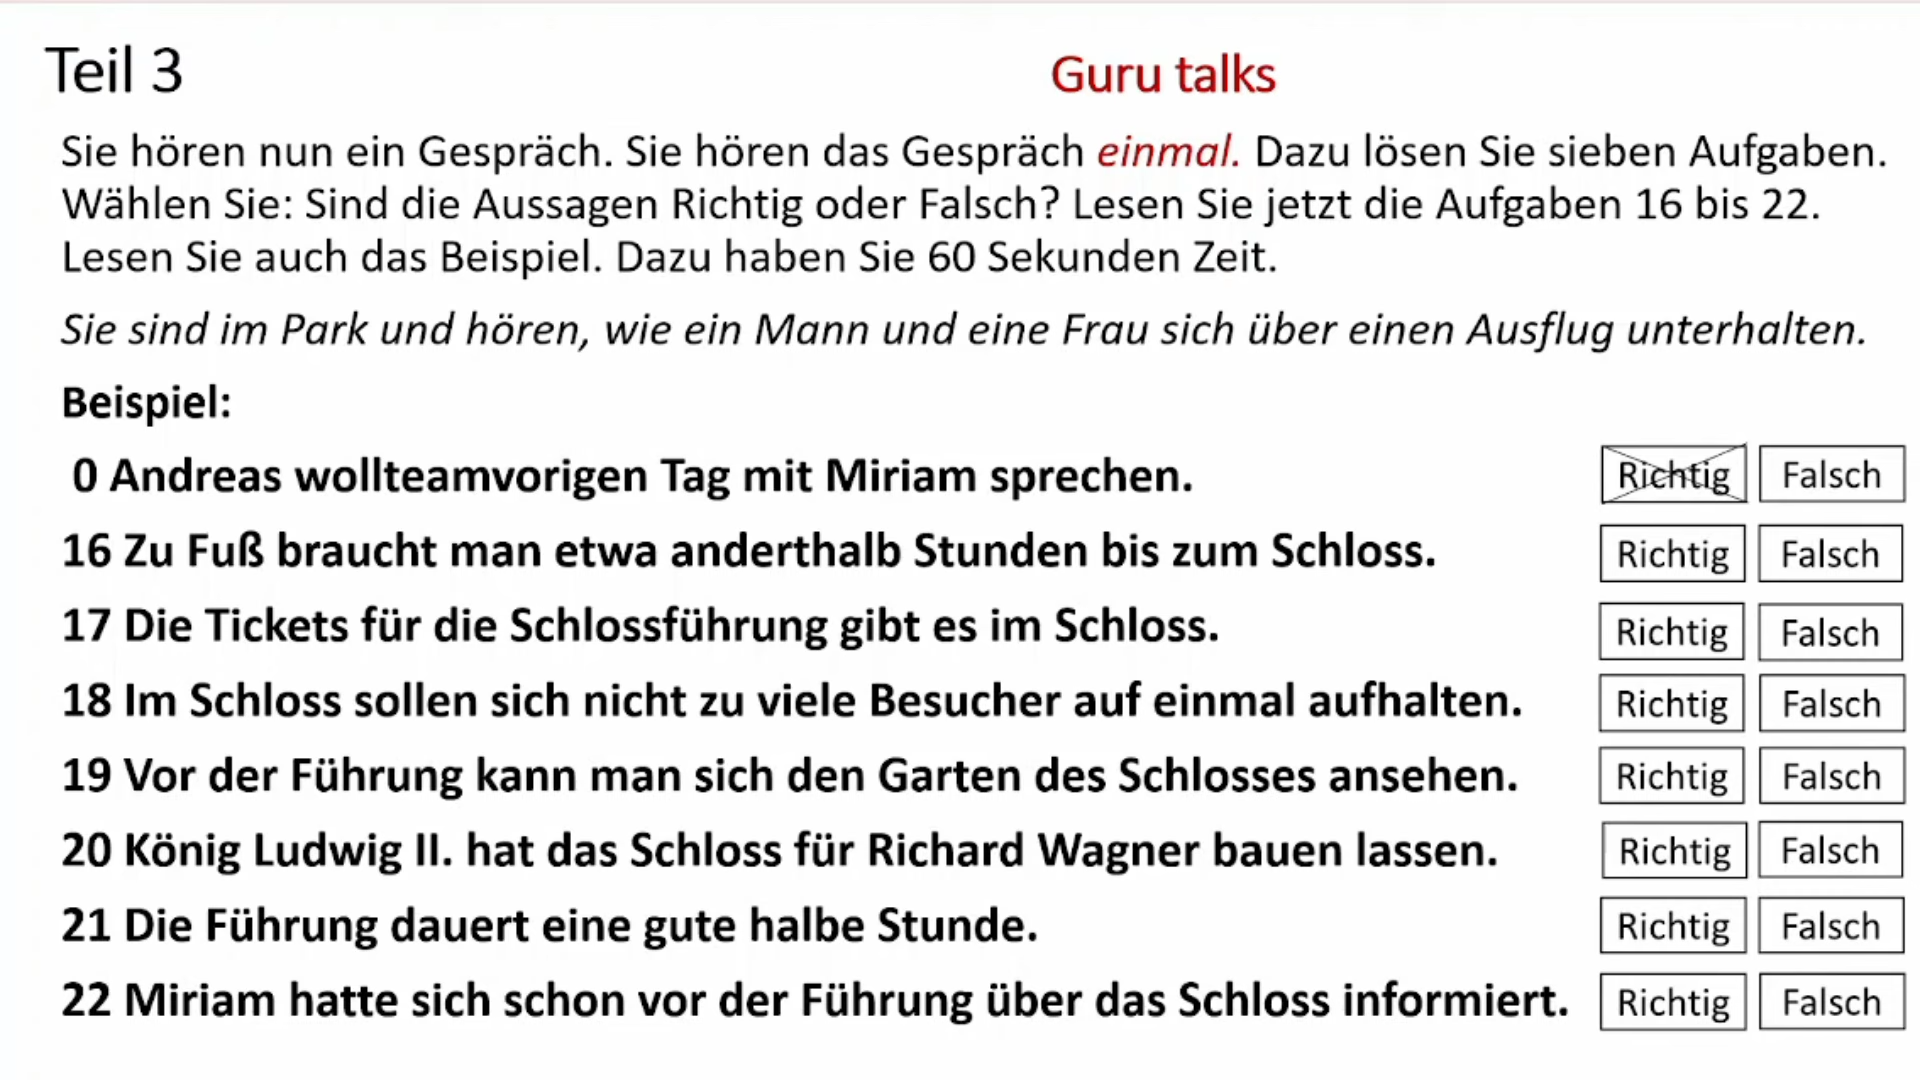 Teil 3
Guru talks
Sie hören nun ein Gespräch. Sie hören das Gespräch einmal. Dazu lösen Sie sieben Aufgaben.
Wählen Sie: Sind die Aussagen Richtig oder Falsch? Lesen Sie jetzt die Aufgaben 16 bis 22.
Lesen Sie auch das Beispiel. Dazu haben Sie 60 Sekunden Zeit.
Sie sind im Park und hören, wie ein Mann und eine Frau sich über einen Ausflug unterhalten.
Beispiel:
0 Andreas wollteamvorigen Tag mit Miriam sprechen. Richtig Falsch
16 Zu Fuß braucht man etwa anderthalb Stunden bis zum Schloss. Richtig Falsch
17 Die Tickets für die Schlossführung gibt es im Schloss. Richtig Falsch
18 Im Schloss sollen sich nicht zu viele Besucher auf einmal aufhalten. Richtig Falsch
19 Vor der Führung kann man sich den Garten des Schlosses ansehen. Richtig Falsch
20 König Ludwig II. hat das Schloss für Richard Wagner bauen lassen. Richtig Falsch
21 Die Führung dauert eine gute halbe Stunde. Richtig Falsch
22 Miriam hatte sich schon vor der Führung über das Schloss informiert. Richtig Falsch